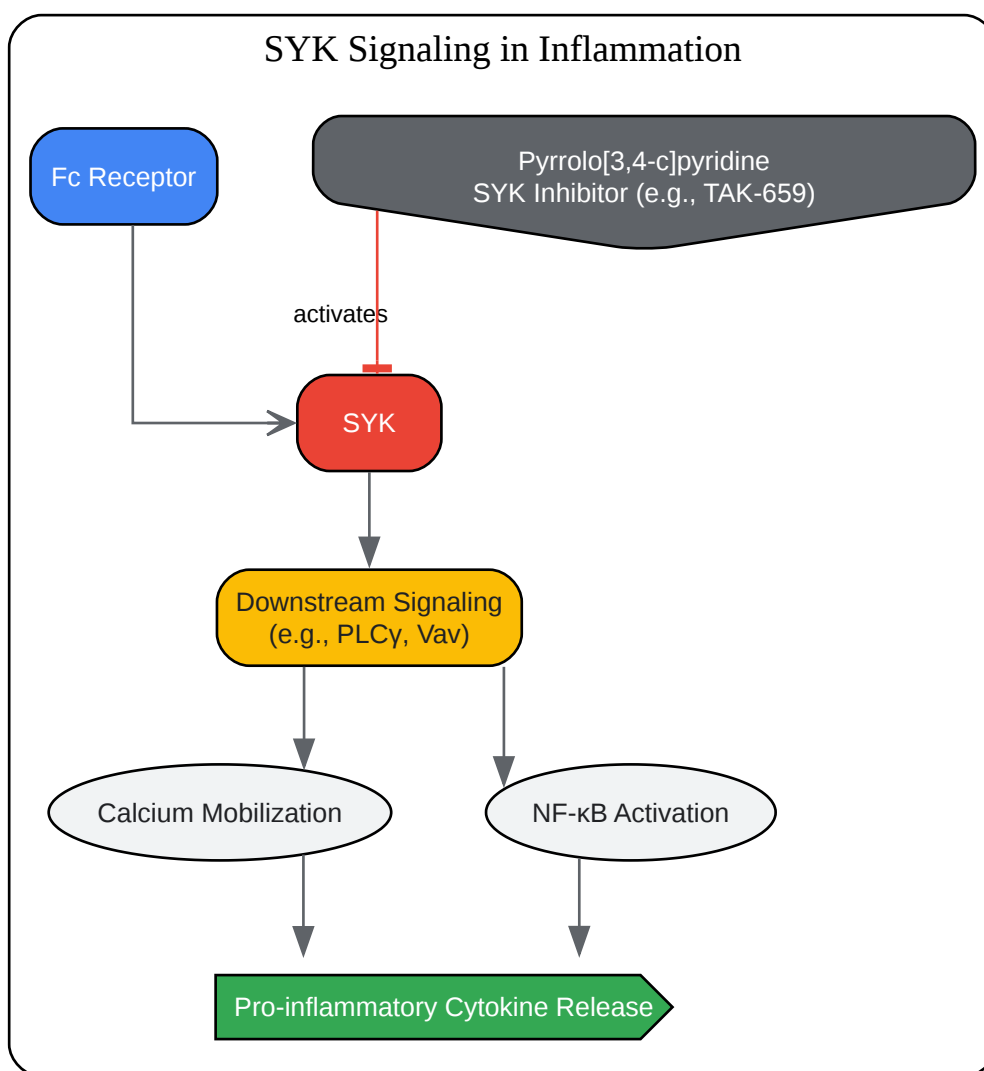 SYK Signaling in Inflammation
Fc Receptor
Pyrrolo[3,4-c]pyridine
SYK Inhibitor (e.g., TAK-659)
activates
SYK
Downstream Signaling
(e.g., PLCγ, Vav)
Calcium Mobilization
NF-κB Activation
Pro-inflammatory Cytokine Release